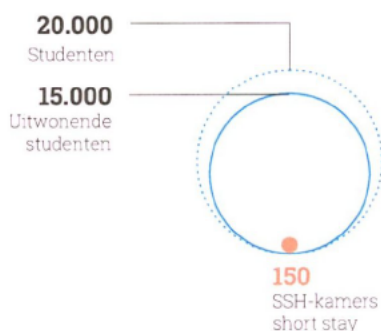 20.000
Studenten
15.000
Uitwonende
studenten
150
SSH-kamers
short stay